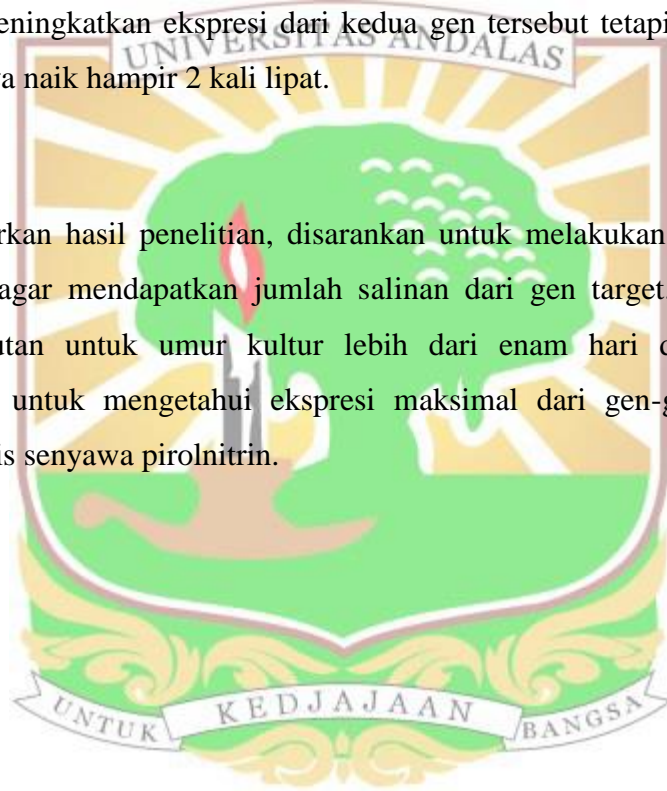 eningkatkan ekspresi dari kedua gen tersebut tetapi
UNIVERSITAS ANDALAS
a naik hampir 2 kali lipat.
rkan hasil penelitian, disarankan untuk melakukan
agar mendapatkan jumlah salinan dari gen target.
utan untuk umur kultur lebih dari enam hari d
untuk mengetahui ekspresi maksimal dari gen-g
is senyawa pirolnitrin.
UNTUK KEDJAJAAN BANGSA